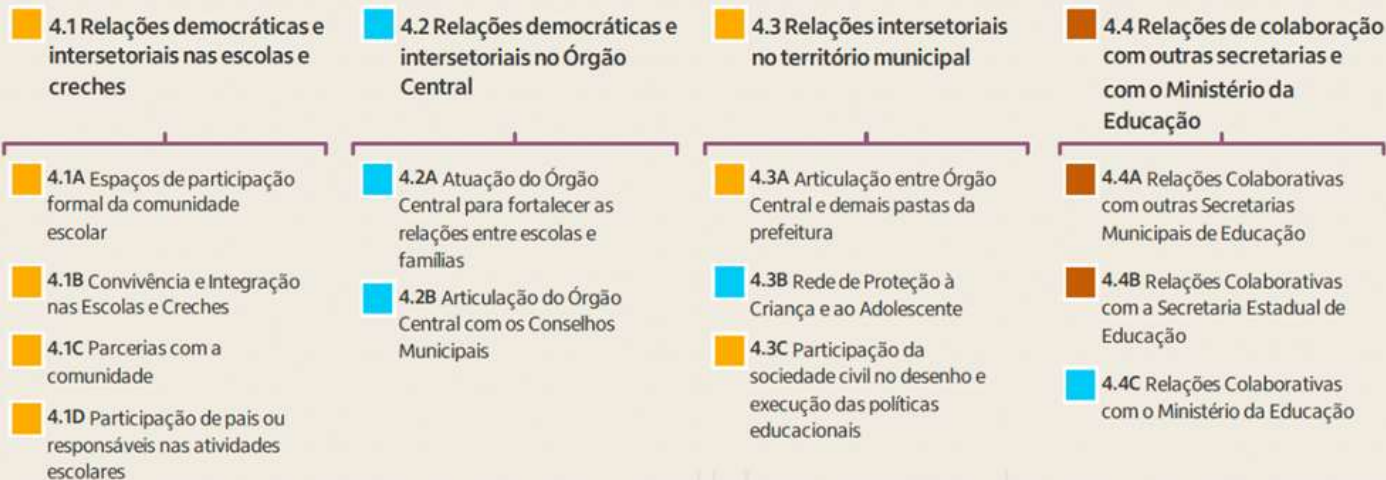 4.1 Relações democráticas e
intersetoriais nas escolas e
creches
4.1A Espaços de participação
formal da comunidade
escolar
4.1B Convivência e Integração
nas Escolas e Creches
4.1C Parcerias com a
comunidade
4.1D Participação de pais ou
responsáveis nas atividades
escolares
4.2 Relações democráticas e
intersetoriais no Órgão
Central
4.2A Atuação do Órgão
Central para fortalecer as
relações entre escolas e
famílias
4.2B Articulação do Órgão
Central com os Conselhos
Municipais
4.3 Relações intersetoriais
no território municipal
4.3A Articulação entre Órgão
Central e demais pastas da
prefeitura
4.3B Rede de Proteção à
Criança e ao Adolescente
4.3C Participação da
sociedade civil no desenho e
execução das políticas
educacionais
4.4 Relações de colaboração
com outras secretarias e
com o Ministério da
Educação
4.4A Relações Colaborativas
com outras Secretarias
Municipais de Educação
4.4B Relações Colaborativas
com a Secretaria Estadual de
Educação
4.4C Relações Colaborativas
com o Ministério da Educação